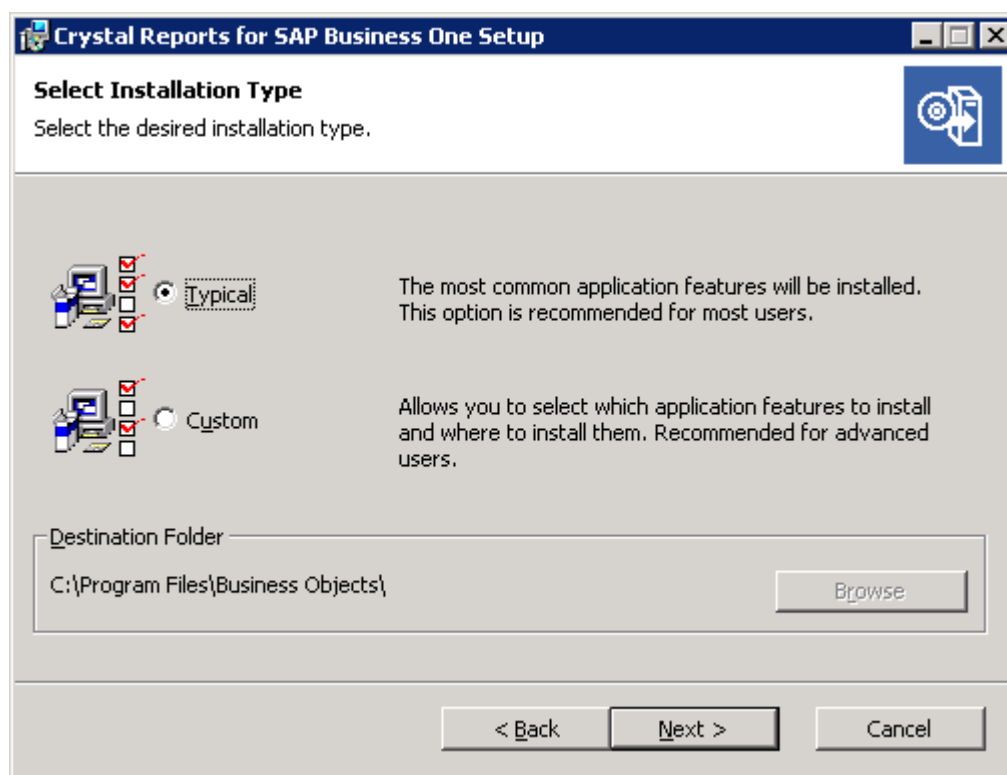 Crystal Reports for SAP Business One Setup
Select Installation Type
Select the desired installation type.
Typical
The most common application features will be installed.
This option is recommended for most users.
Custom
Allows you to select which application features to install
and where to install them. Recommended for advanced
users.
Destination Folder
C:\Program Files\Business Objects\
Browse
< Back
Next >
Cancel